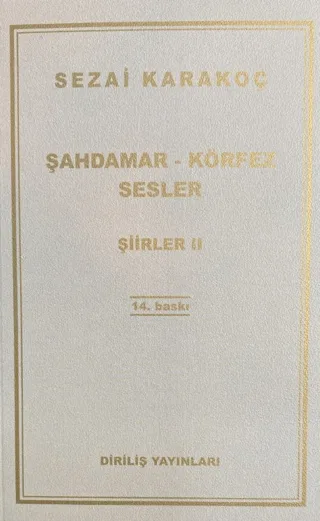 SEZAİ KARAKOÇ
ŞAHDAMAR - KÖRFEZ
SESLER
ŞİİRLER II
14. baskı
DİRİLİŞ YAYINLARI